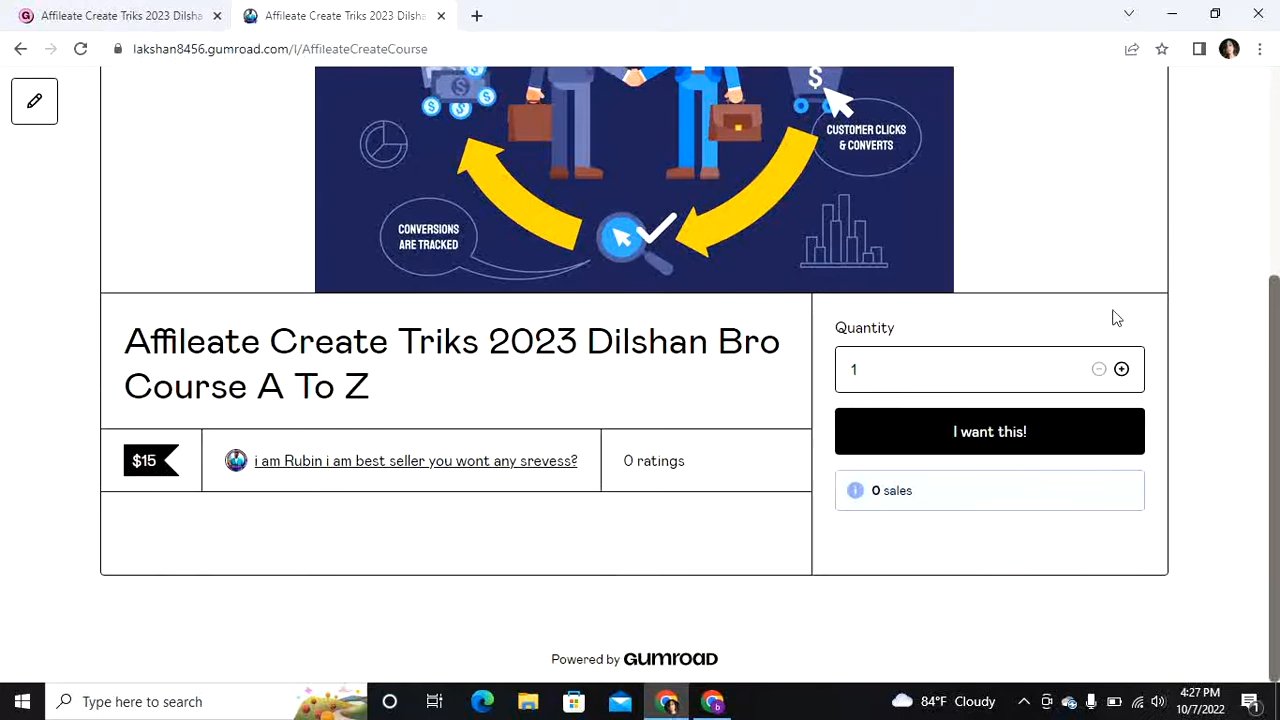 Affileate Create Triks 2023 Dilsha
Affileate Create Triks 2023 Dilsha
lakshan8456.gumroad.com/l/AffileateCreateCourse
$
$
CUSTOMER CLICKS
& CONVERTS
CONVERSIONS
ARE TRACKED
Affileate Create Triks 2023 Dilshan Bro
Course A To Z
$15
i am Rubin i am best seller you wont any srevess?
0 ratings
Quantity
1
I want this!
0 sales
Powered by GUMROAD
Type here to search
84°F Cloudy
4:27 PM
10/7/2022
1